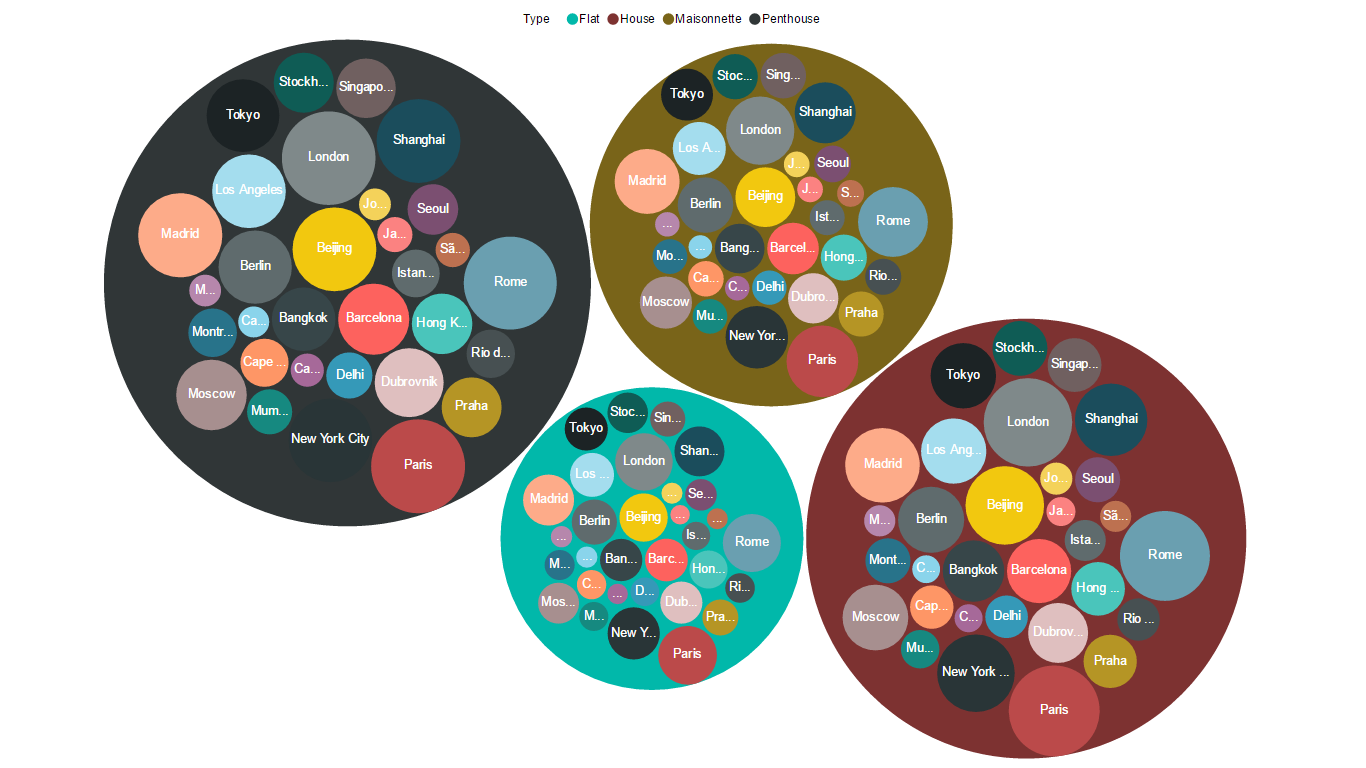 Type Flat House Maisonnette Penthouse
Stockh...
Singapo...
Tokyo
Shanghai
London
Los Angeles
Jo...
Seoul
Madrid
Ja...
Beijing
Sã...
Berlin
Istan...
Rome
M...
Bangkok
Barcelona
Ca...
Hong K...
Montr...
Rio d...
Cape ...
Ca...
Delhi
Dubrovnik
Moscow
Praha
Mum...
New York City
Paris
Stoc...
Sing...
Tokyo
Shanghai
London
Los A...
J...
Seoul
Madrid
J...
S...
Beijing
Berlin
Ist...
Rome
...
...
Bang...
Barcel...
Mo...
Hong...
Rio...
Ca...
C...
Delhi
Dubro...
Moscow
Mu...
Praha
New Yor...
Paris
Stoc...
Sin...
Tokyo
Shan...
London
Los ...
...
Se...
Madrid
...
...
Beijing
Berlin
Is...
Rome
...
...
Ban...
Barc...
M...
Hon...
Ri...
C...
...
D...
Dub...
Mos...
M...
Pra...
New Y...
Paris
Stockh...
Singap...
Tokyo
Shanghai
London
Los Ang...
Madrid
Jo...
Seoul
Beijing
Ja...
Sã...
M...
Berlin
Ista...
Rome
Mont...
C...
Bangkok
Barcelona
Hong ...
Cap...
C...
Delhi
Moscow
Rio ...
Dubrov...
Mu...
Praha
New York ...
Paris